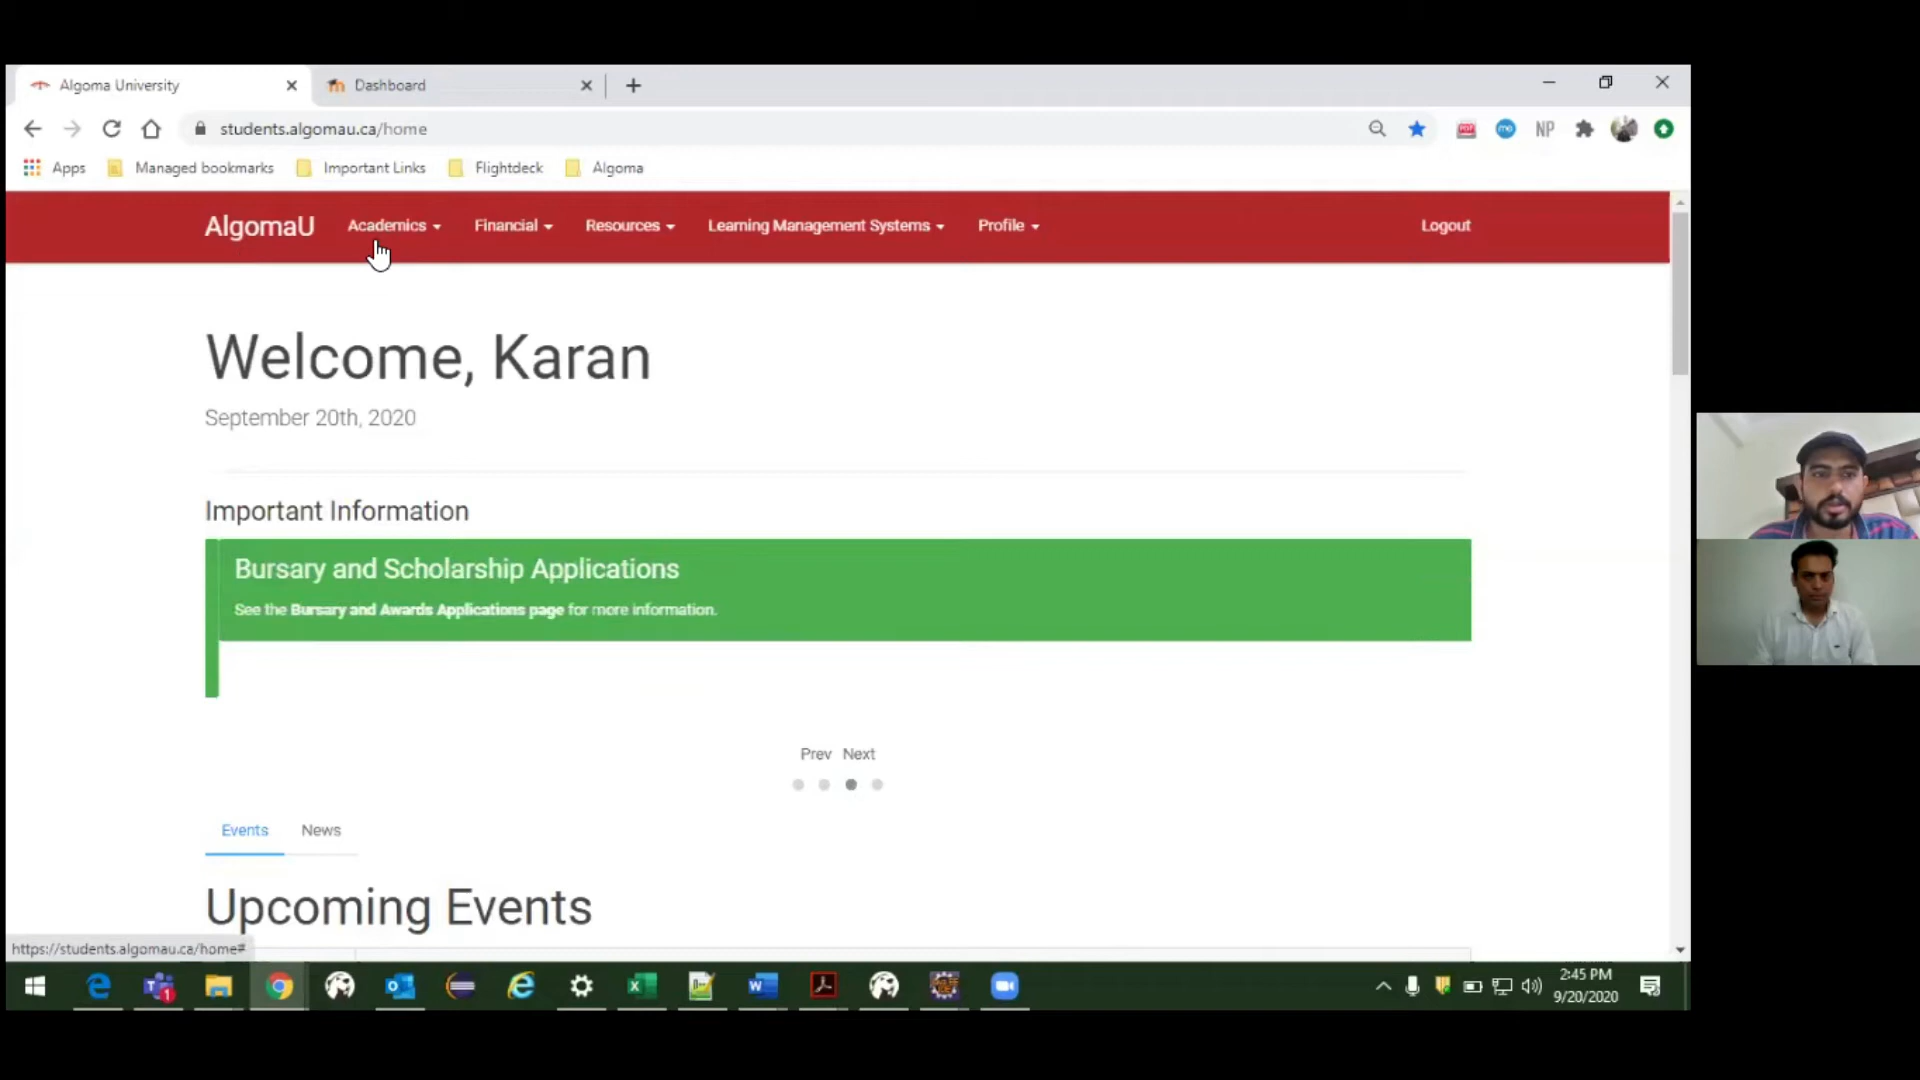 Algoma University
Dashboard
students.algomau.ca/home
NP
Apps
Managed bookmarks
Important Links
Flightdeck
Algoma
AlgomaU
Academics
Financial
Resources
Learning Management Systems
Profile
Logout
Welcome, Karan
September 20th, 2020
Important Information
Bursary and Scholarship Applications
See the Bursary and Awards Applications page for more information.
Prev Next
Events
News
Upcoming Events
https://students.algomau.ca/home#
2:45 PM
9/20/2020